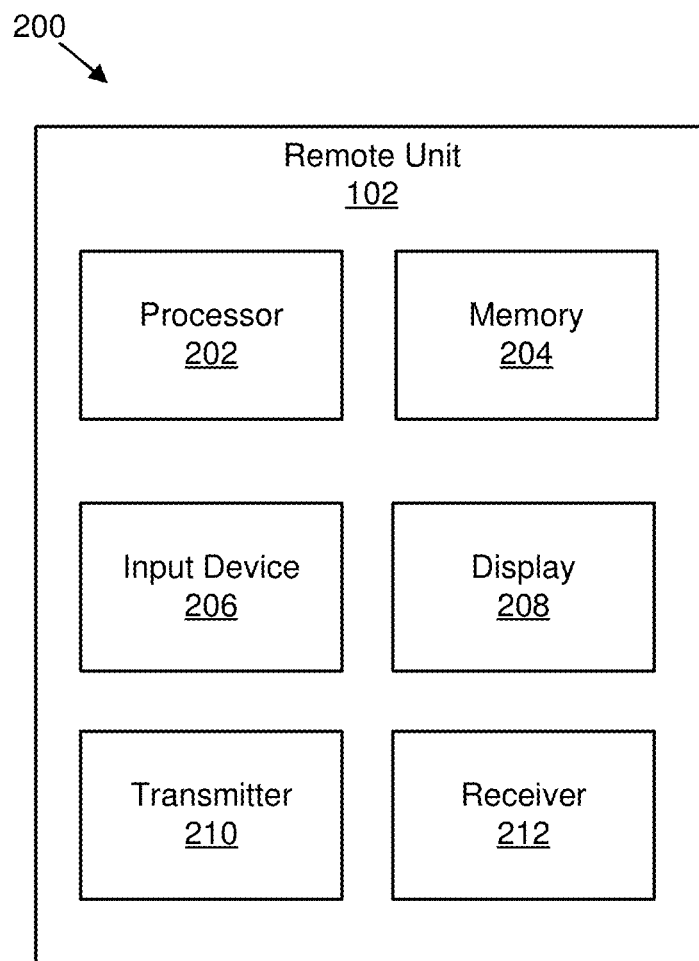 200
Remote Unit
102
Processor
202
Memory
204
Input Device
206
Display
208
Transmitter
210
Receiver
212